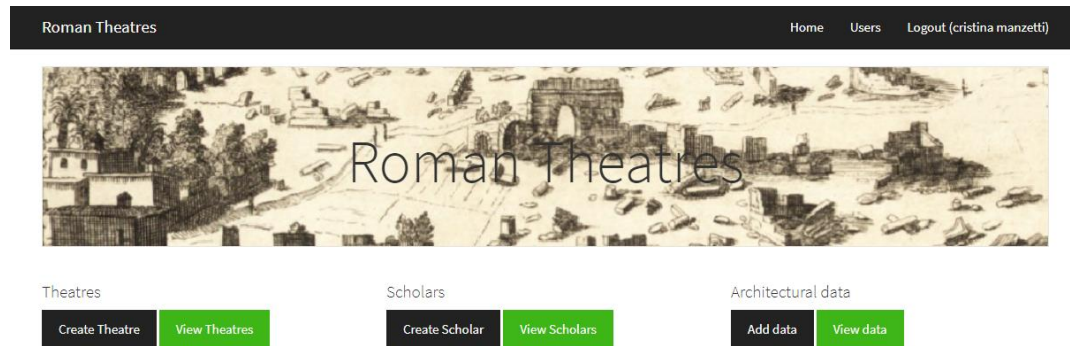 Roman Theatres Home Users Logout (cristina manzetti)
Roman Theatres
Theatres Scholars Architectural data
Create Theatre View Theatres Create Scholar View Scholars Add data View data